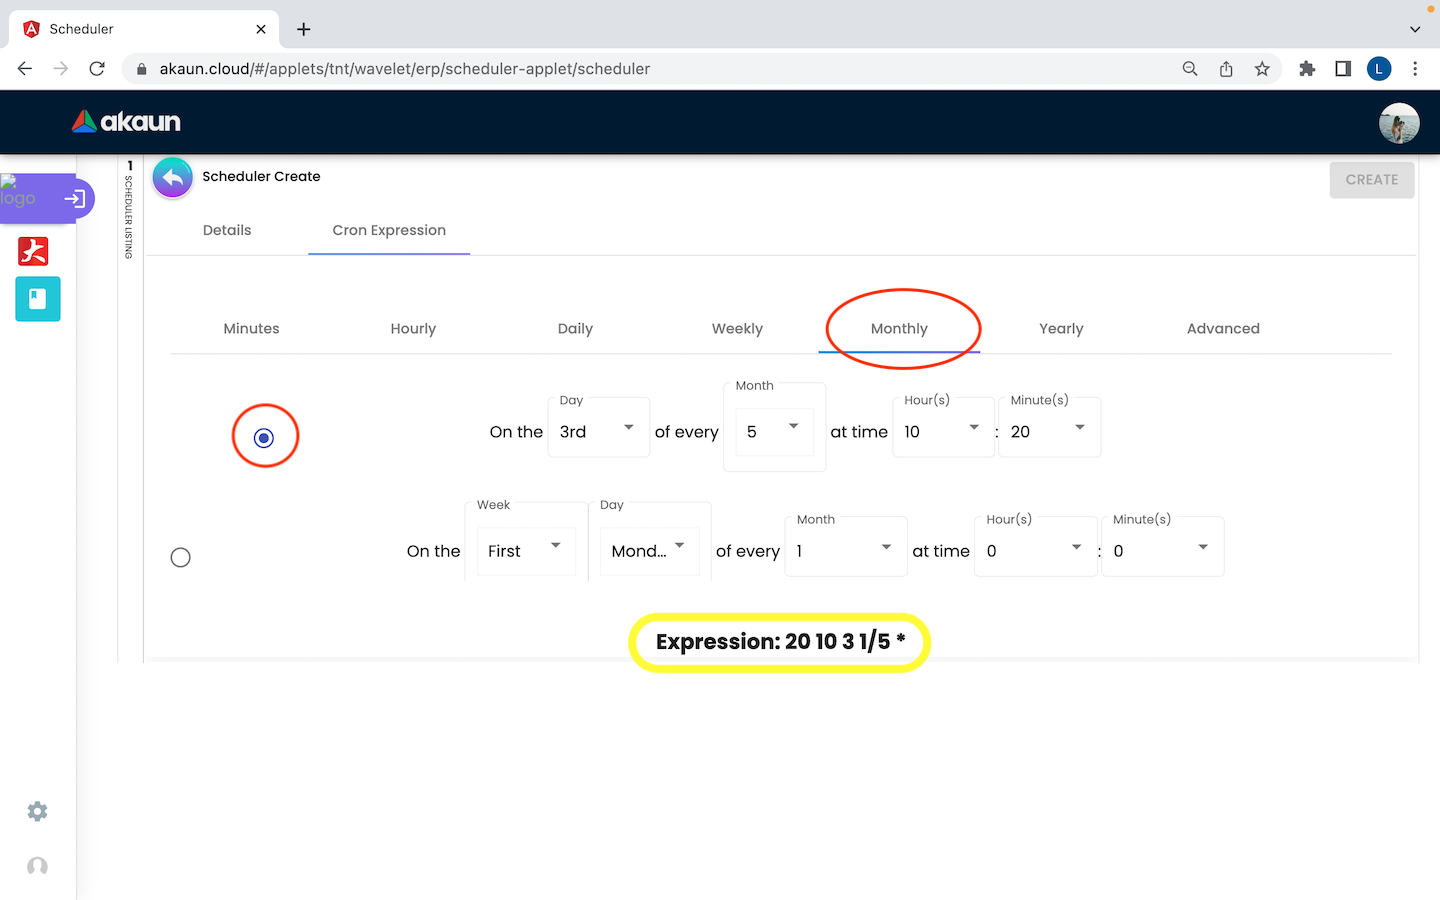 Scheduler
akaun.cloud/#/applets/tnt/wavelet/erp/scheduler-applet/scheduler
L
akaun
logo
1
SCHEDULER LISTING
Scheduler Create
CREATE
Details
Cron Expression
Minutes
Hourly
Daily
Weekly
Monthly
Yearly
Advanced
Day
Month
Hour(s)
Minute(s)
On the 3rd of every 5 at time 10 : 20
Week
Day
Month
Hour(s)
Minute(s)
On the First Mond... of every 1 at time 0 : 0
Expression: 20 10 3 1/5 *